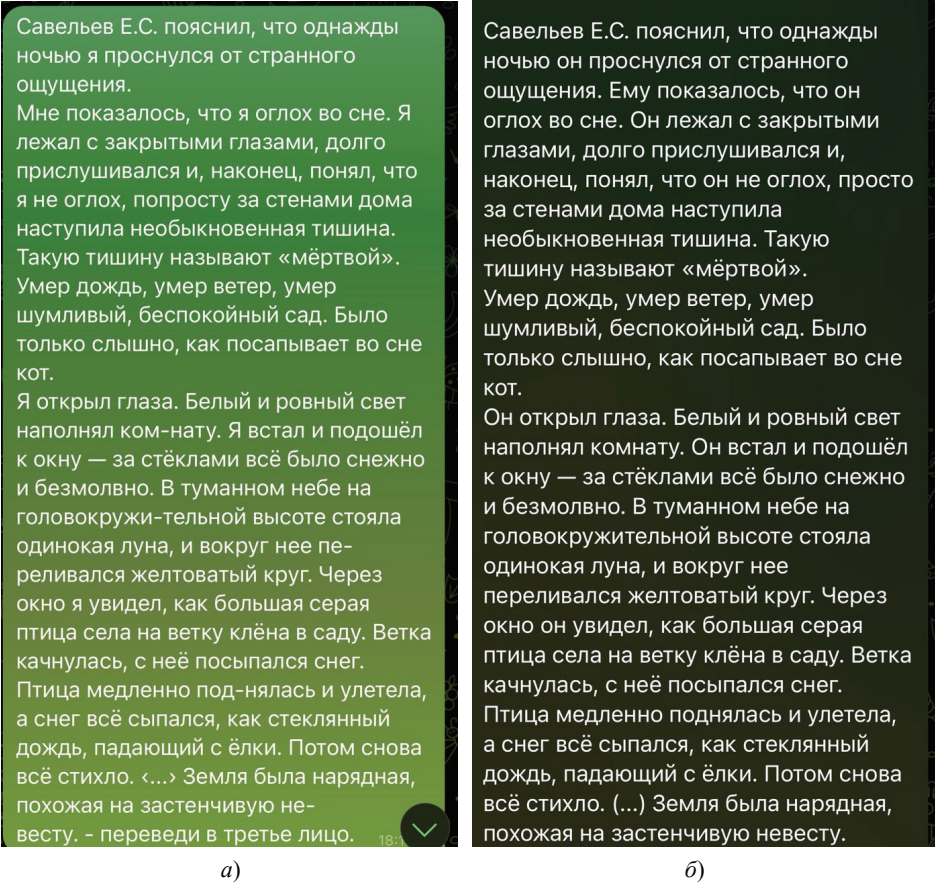 Савельев Е.С. пояснил, что однажды
ночью я проснулся от странного
ощущения.
Мне показалось, что я оглох во сне. Я
лежал с закрытыми глазами, долго
прислушивался и, наконец, понял, что
я не оглох, попросту за стенами дома
наступила необыкновенная тишина.
Такую тишину называют «мёртвой».
Умер дождь, умер ветер, умер
шумливый, беспокойный сад. Было
только слышно, как посапывает во сне
кот.
Я открыл глаза. Белый и ровный свет
наполнял ком-нату. Я встал и подошёл
к окну — за стёклами всё было снежно
и безмолвно. В туманном небе на
головокружи-тельной высоте стояла
одинокая луна, и вокруг нее пе-
реливался желтоватый круг. Через
окно я увидел, как большая серая
птица села на ветку клёна в саду. Ветка
качнулась, с неё посыпался снег.
Птица медленно под-нялась и улетела,
а снег всё сыпался, как стеклянный
дождь, падающий с ёлки. Потом снова
всё стихло. ‹...› Земля была нарядная,
похожая на застенчивую не-
весту. - переведи в третье лицо.
а)
Савельев Е.С. пояснил, что однажды
ночью он проснулся от странного
ощущения. Ему показалось, что он
оглох во сне. Он лежал с закрытыми
глазами, долго прислушивался и,
наконец, понял, что он не оглох, просто
за стенами дома наступила
необыкновенная тишина. Такую
тишину называют «мёртвой».
Умер дождь, умер ветер, умер
шумливый, беспокойный сад. Было
только слышно, как посапывает во сне
кот.
Он открыл глаза. Белый и ровный свет
наполнял комнату. Он встал и подошёл
к окну — за стёклами всё было снежно
и безмолвно. В туманном небе на
головокружительной высоте стояла
одинокая луна, и вокруг нее
переливался желтоватый круг. Через
окно он увидел, как большая серая
птица села на ветку клёна в саду. Ветка
качнулась, с неё посыпался снег.
Птица медленно поднялась и улетела,
а снег всё сыпался, как стеклянный
дождь, падающий с ёлки. Потом снова
всё стихло. (...) Земля была нарядная,
похожая на застенчивую невесту.
б)